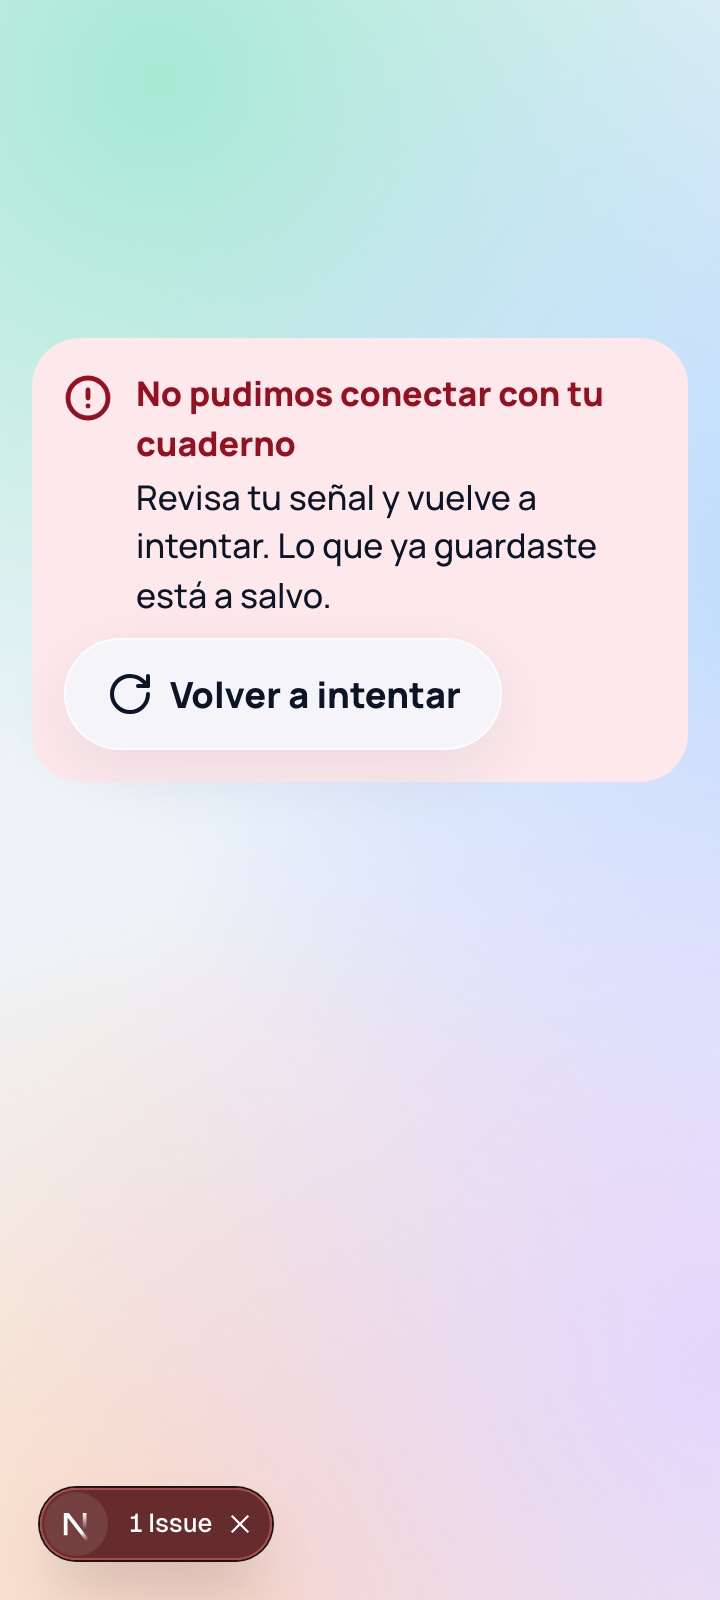 No pudimos conectar con tu
cuaderno
Revisa tu señal y vuelve a
intentar. Lo que ya guardaste
está a salvo.
Volver a intentar
N 1 Issue